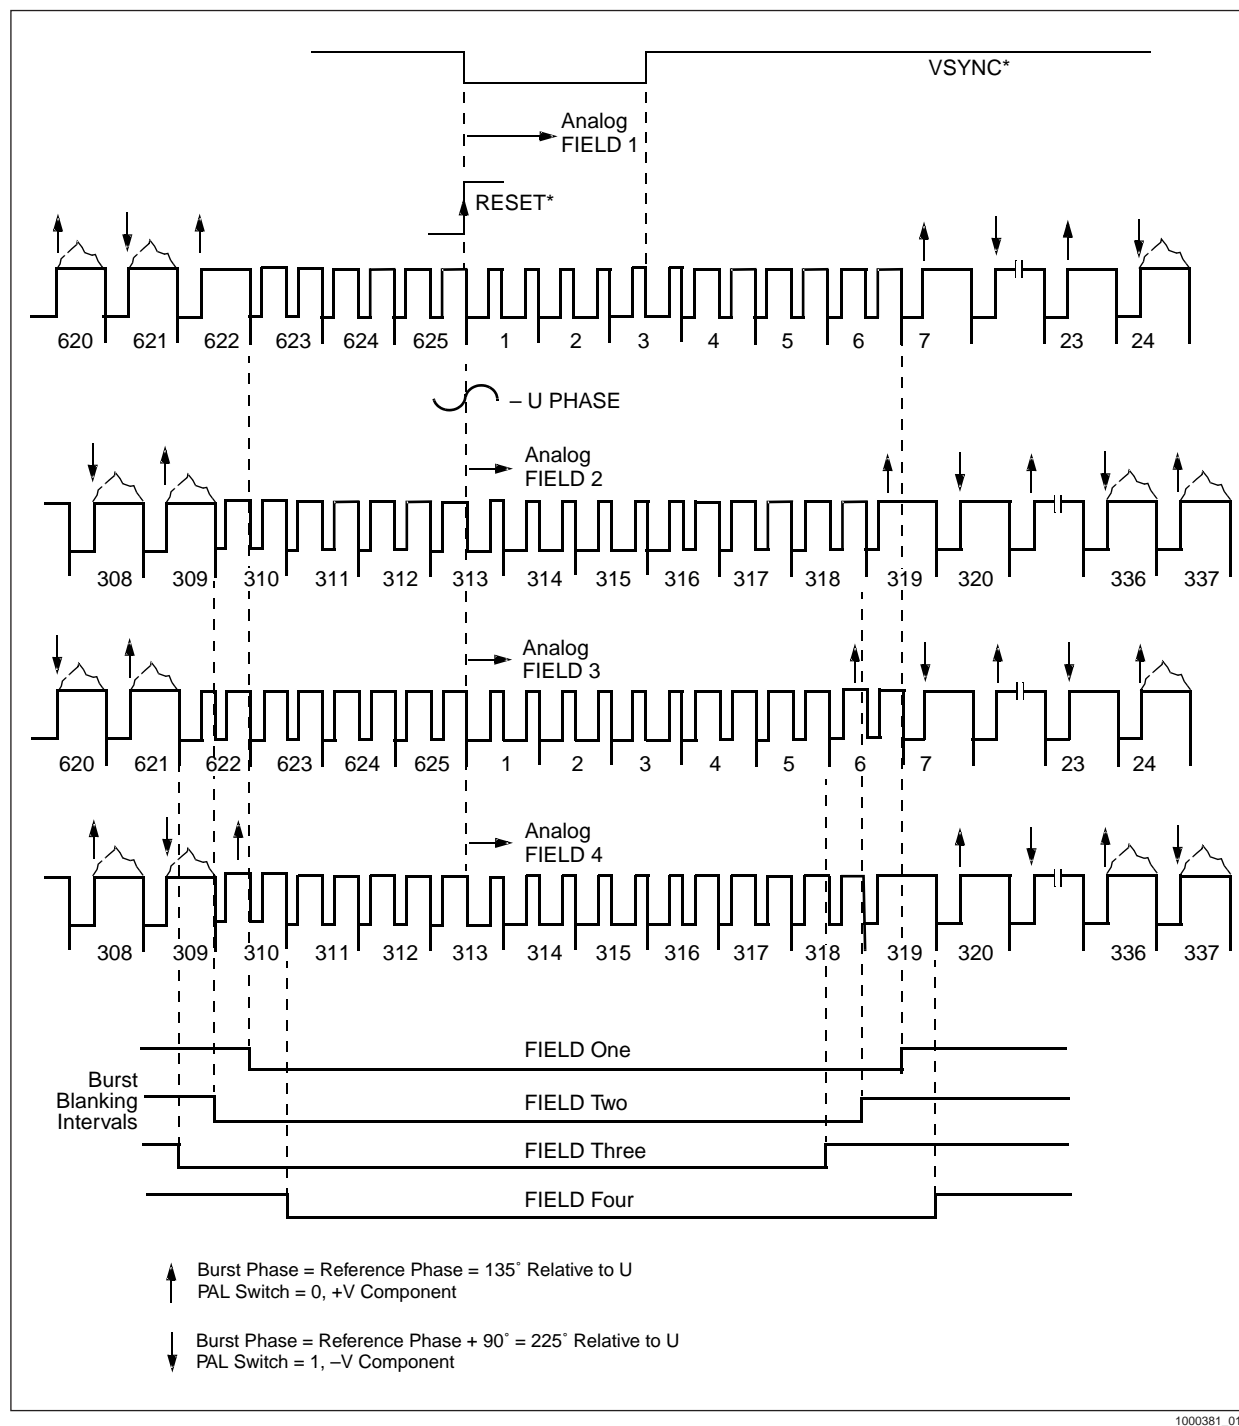 VSYNC*
Analog
FIELD 1
RESET*
620 621 622 623 624 625 1 2 3 4 5 6 7 23 24
– U PHASE
Analog
FIELD 2
308 309 310 311 312 313 314 315 316 317 318 319 320 336 337
Analog
FIELD 3
620 621 622 623 624 625 1 2 3 4 5 6 7 23 24
Analog
FIELD 4
308 309 310 311 312 313 314 315 316 317 318 319 320 336 337
FIELD One
Burst
Blanking
Intervals
FIELD Two
FIELD Three
FIELD Four
Burst Phase = Reference Phase = 135° Relative to U
PAL Switch = 0, +V Component
Burst Phase = Reference Phase + 90° = 225° Relative to U
PAL Switch = 1, –V Component
1000381_01